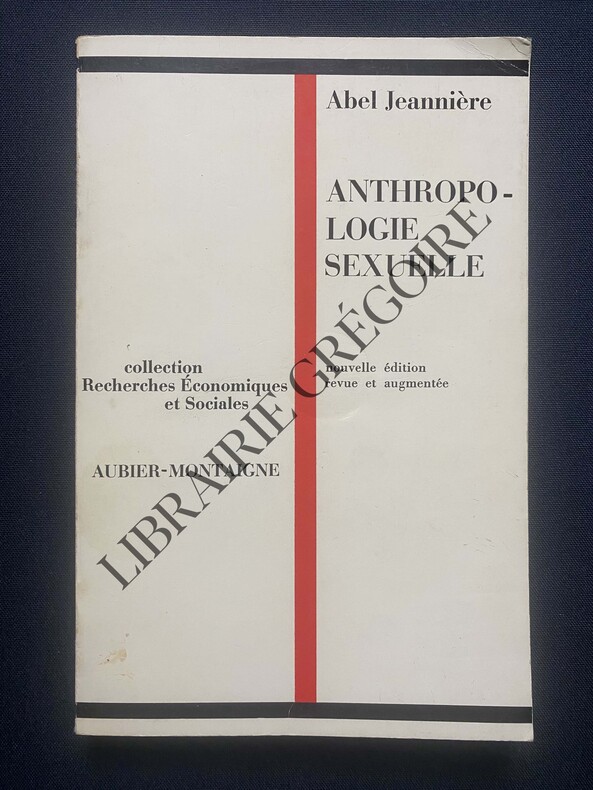 Abel Jeannière
ANTHROPO-
LOGIE
SEXUELLE
nouvelle édition
revue et augmentée
collection
Recherches Économiques
et Sociales
AUBIER-MONTAIGNE
LIBRAIRIE GRÉGOIRE